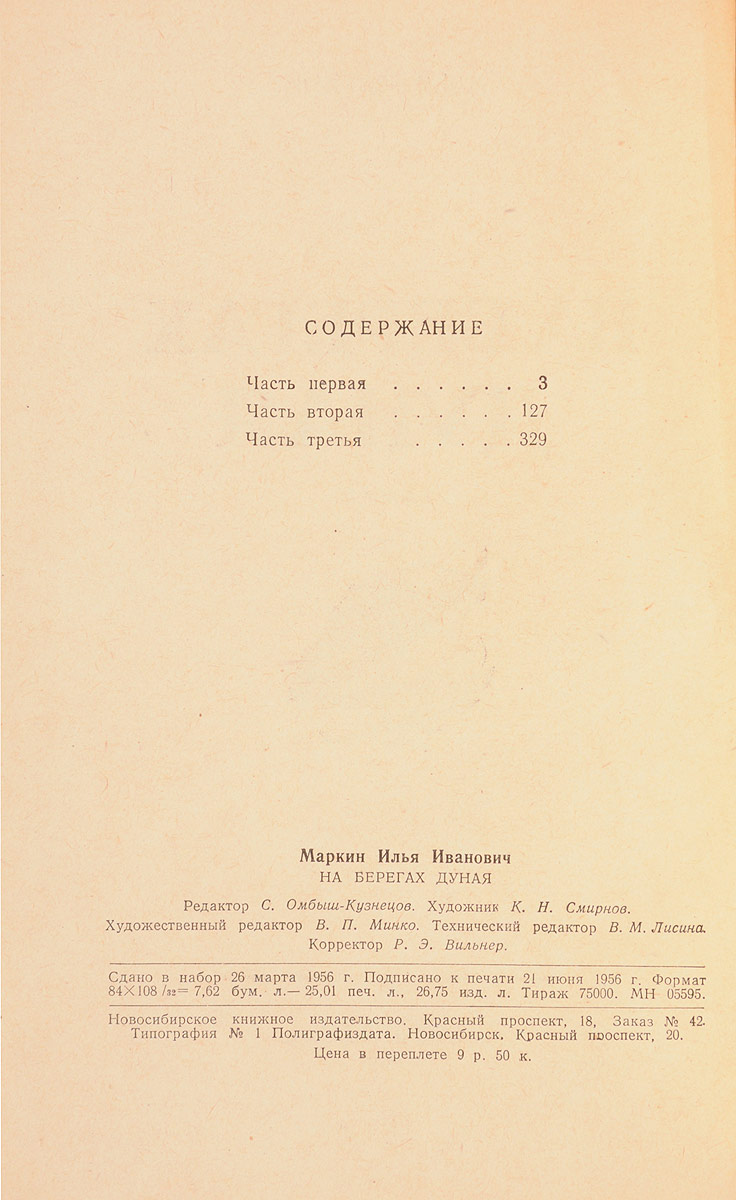 СОДЕРЖАНИЕ
Часть первая . . . . . . 3
Часть вторая . . . . . . 127
Часть третья . . . . . 329
Маркин Илья Иванович
НА БЕРЕГАХ ДУНАЯ
Редактор С. Омбыш-Кузнецов. Художник К. Н. Смирнов.
Художественный редактор В. П. Минко. Технический редактор В. М. Лисина.
Корректор Р. Э. Вильнер.
Сдано в набор 26 марта 1956 г. Подписано к печати 21 июня 1956 г. Формат
84×108 /32= 7,62 бум. л.— 25,01 печ. л., 26,75 изд. л. Тираж 75000. МН 05595.
Новосибирское книжное издательство. Красный проспект, 18, Заказ № 42.
Типография № 1 Полиграфиздата. Новосибирск, Красный проспект, 20.
Цена в переплете 9 р. 50 к.